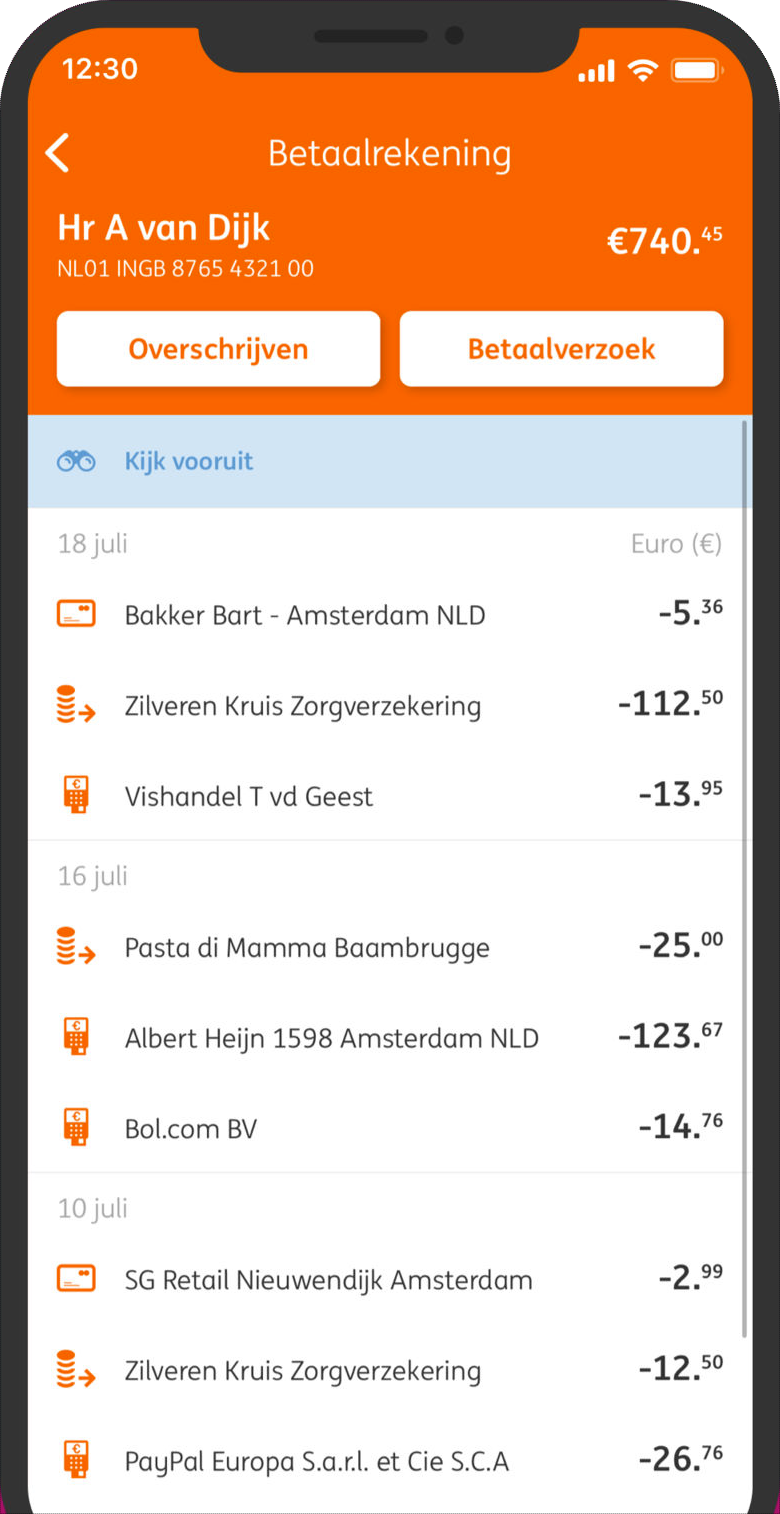 12:30
Betaalrekening
Hr A van Dijk
€740.45
NL01 INGB 8765 4321 00
Overschrijven
Betaalverzoek
Kijk vooruit
18 juli
Euro (€)
Bakker Bart - Amsterdam NLD -5.36
Zilveren Kruis Zorgverzekering -112.50
Vishandel T vd Geest -13.95
16 juli
Pasta di Mamma Baambrugge -25.00
Albert Heijn 1598 Amsterdam NLD -123.67
Bol.com BV -14.76
10 juli
SG Retail Nieuwendijk Amsterdam -2.99
Zilveren Kruis Zorgverzekering -12.50
PayPal Europa S.a.r.l. et Cie S.C.A -26.76